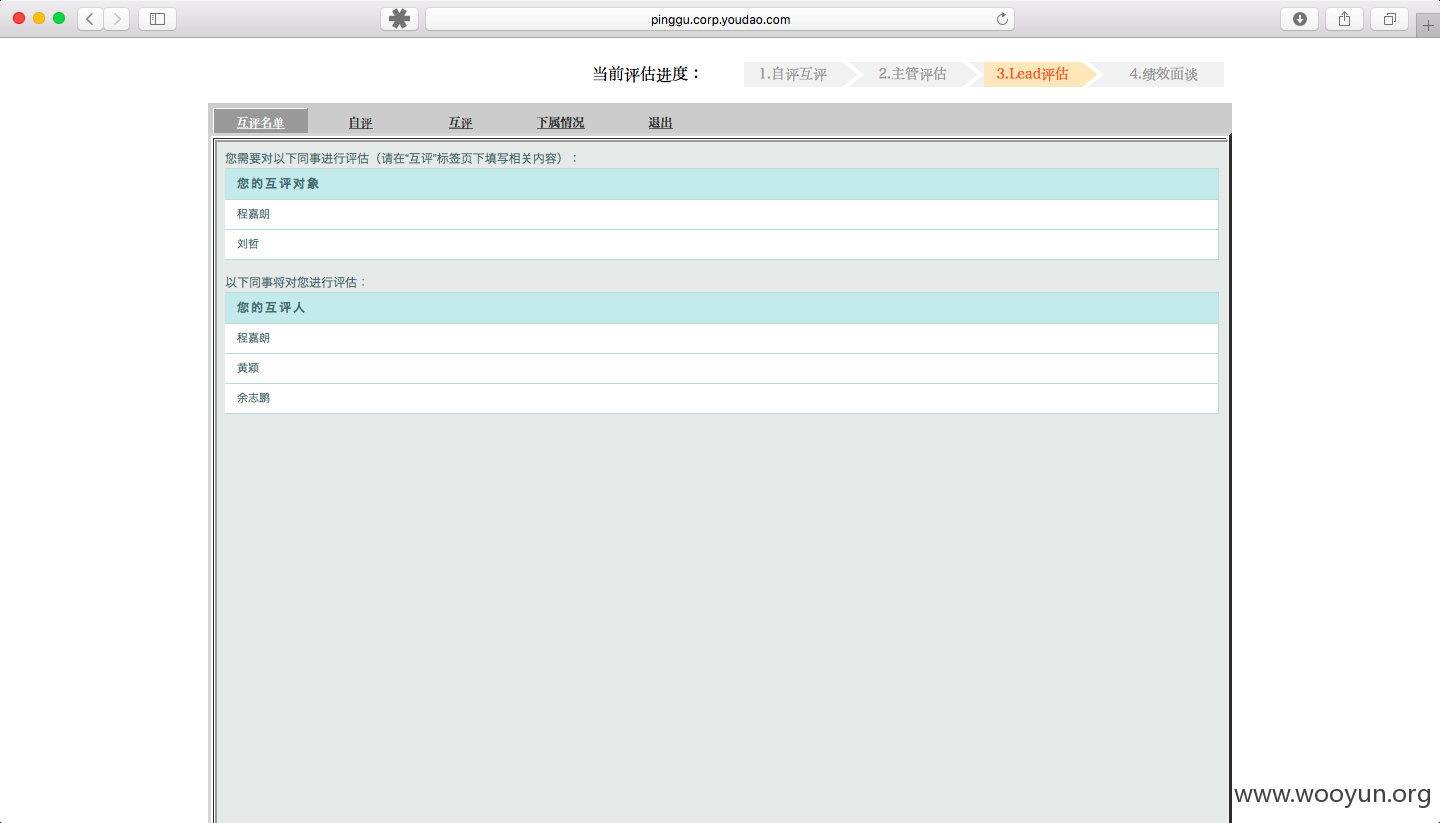 pinggu.corp.youdao.com
当前评估进度：
1.自评互评 2.主管评估 3.Lead评估 4.绩效面谈
互评名单 自评 互评 下属情况 退出
您需要对以下同事进行评估（请在"互评"标签页下填写相关内容）：
您的互评对象
程嘉朗
刘哲
以下同事将对您进行评估：
您的互评人
程嘉朗
黄颖
余志鹏
www.wooyun.org